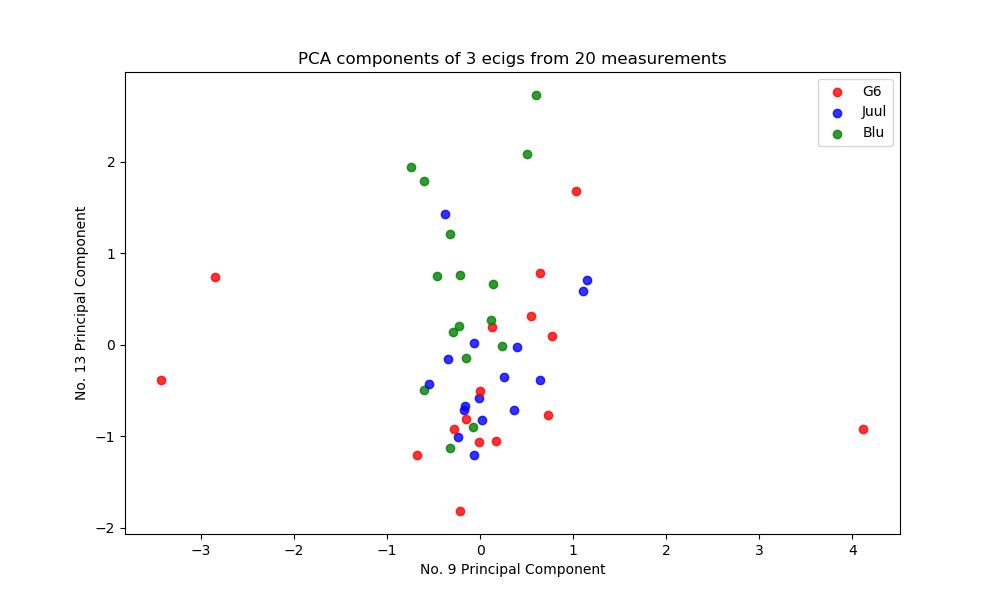 PCA components of 3 ecigs from 20 measurements
G6
Juul
Blu
No. 13 Principal Component
2
1
0
−1
−2
−3 −2 −1 0 1 2 3 4
No. 9 Principal Component